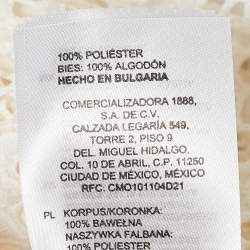 100% POLIÉSTER
BIES: 100% ALGODÓN
HECHO EN BULGARIA
COMERCIALIZADORA 1888,
S.A. DE C.V.
CALZADA LEGARÍA 549,
TORRE 2, PISO 9
DEL. MIGUEL HIDALGO,
COL. 10 DE ABRIL, C.P. 11250
CIUDAD DE MÉXICO, MÉXICO
RFC: CMO101104D21
PL KORPUS/KORONKA:
100% BAWEŁNA
NASZYWKA FALBANA:
100% POLIESTER